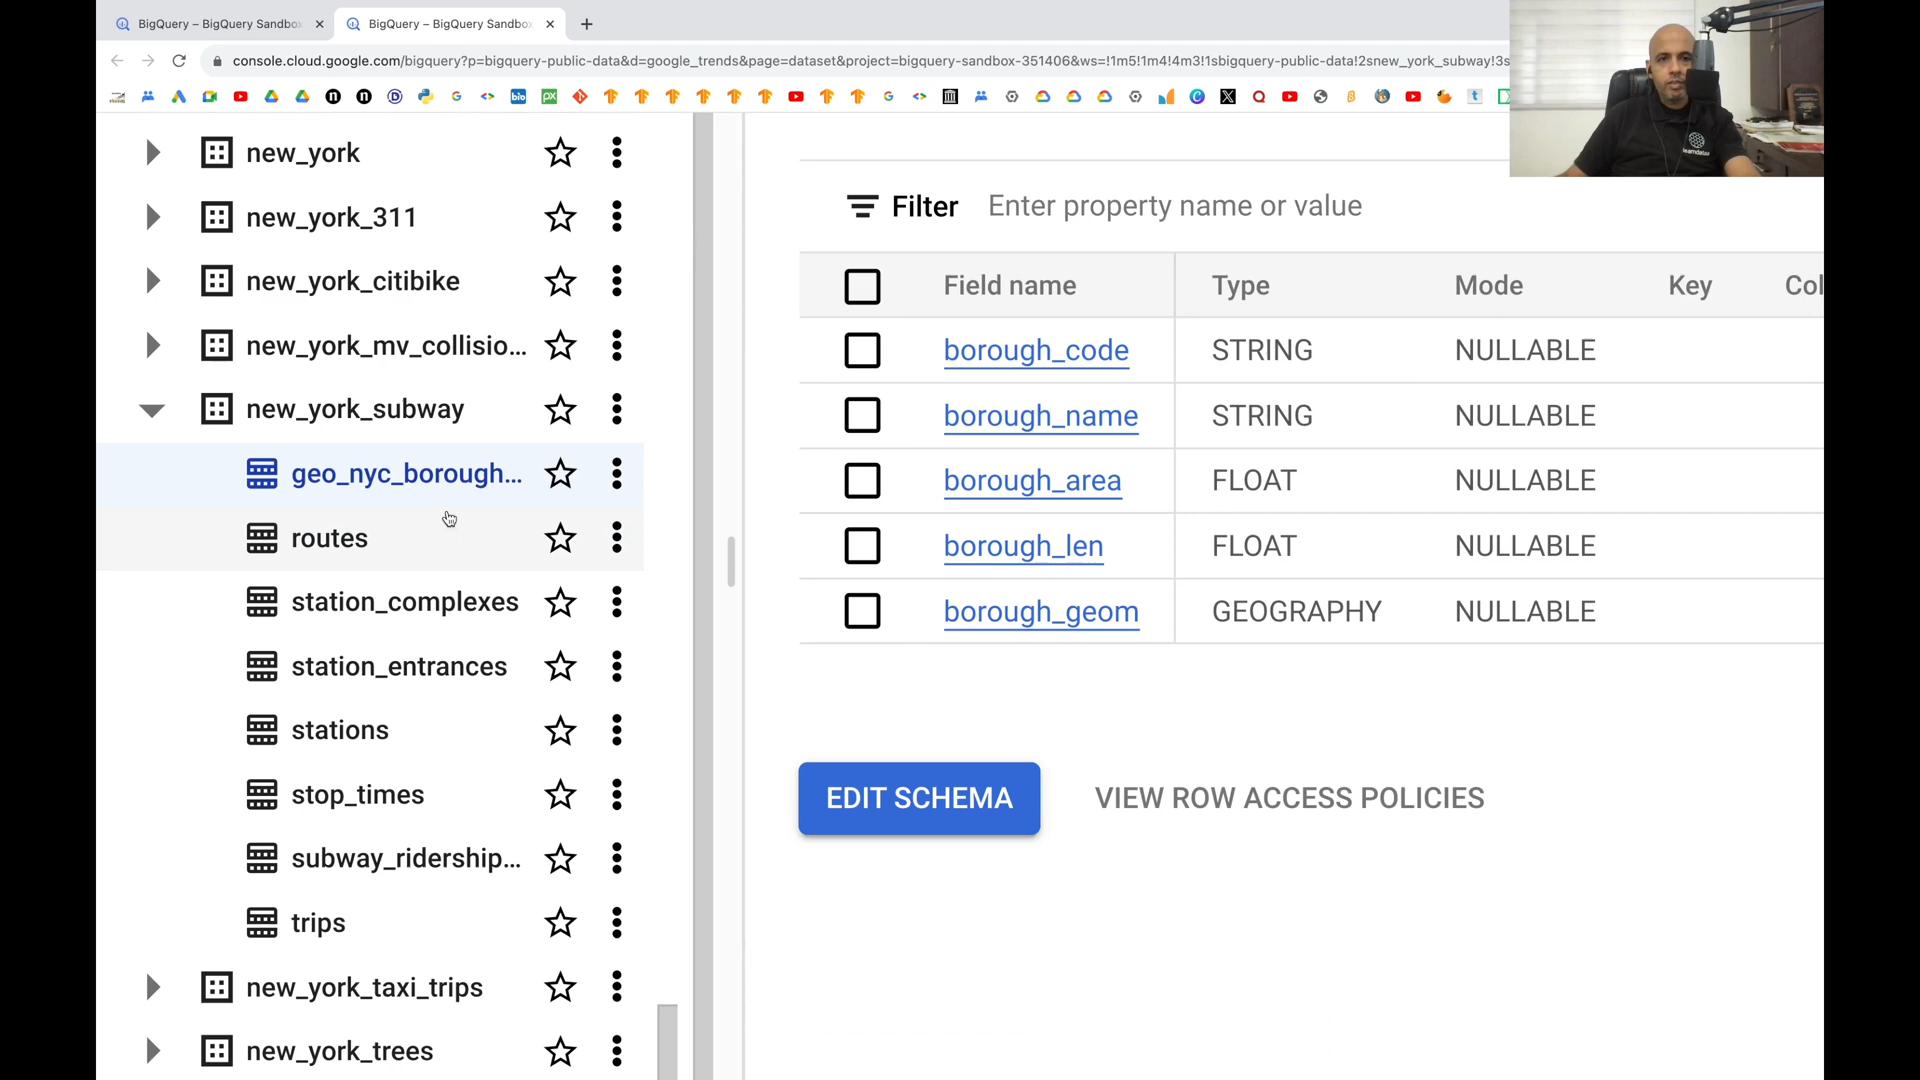 BigQuery – BigQuery Sandbo
BigQuery – BigQuery Sandbo
console.cloud.google.com/bigquery?p=bigquery-public-data&d=google_trends&page=dataset&project=bigquery-sandbox-351406&ws=!1m5!1m4!4m3!1sbigquery-public-data!2snew_york_subway!3s
new_york
new_york_311
new_york_citibike
new_york_mv_collisio...
new_york_subway
geo_nyc_borough...
routes
station_complexes
station_entrances
stations
stop_times
subway_ridership...
trips
new_york_taxi_trips
new_york_trees
Filter Enter property name or value
Field name Type Mode Key Col
borough_code STRING NULLABLE
borough_name STRING NULLABLE
borough_area FLOAT NULLABLE
borough_len FLOAT NULLABLE
borough_geom GEOGRAPHY NULLABLE
EDIT SCHEMA VIEW ROW ACCESS POLICIES